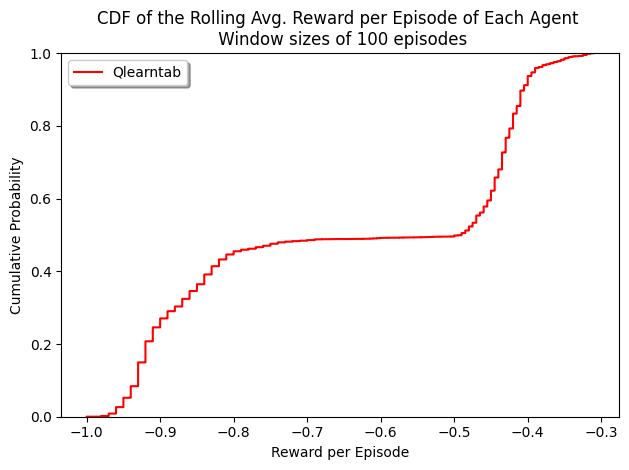 CDF of the Rolling Avg. Reward per Episode of Each Agent
Window sizes of 100 episodes
Qlearntab
1.0
0.8
0.6
0.4
0.2
0.0
Cumulative Probability
−1.0 −0.9 −0.8 −0.7 −0.6 −0.5 −0.4 −0.3
Reward per Episode